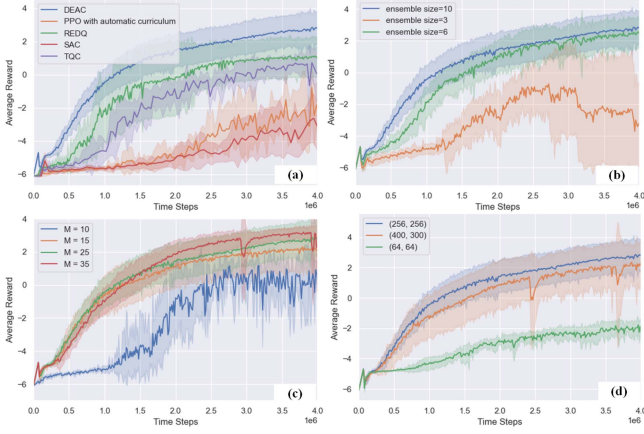 4
2
0
-2
-4
-6
Average Reward
DEAC
PPO with automatic curriculum
REDQ
SAC
TQC
(a)
0.0 0.5 1.0 1.5 2.0 2.5 3.0 3.5 4.0
Time Steps
1e6
4
2
0
-2
-4
-6
Average Reward
ensemble size=10
ensemble size=3
ensemble size=6
(b)
0.0 0.5 1.0 1.5 2.0 2.5 3.0 3.5 4.0
Time Steps
1e6
4
2
0
-2
-4
-6
Average Reward
M = 10
M = 15
M = 25
M = 35
(c)
0.0 0.5 1.0 1.5 2.0 2.5 3.0 3.5 4.0
Time Steps
1e6
4
2
0
-2
-4
-6
Average Reward
(256, 256)
(400, 300)
(64, 64)
(d)
0.0 0.5 1.0 1.5 2.0 2.5 3.0 3.5 4.0
Time Steps
1e6